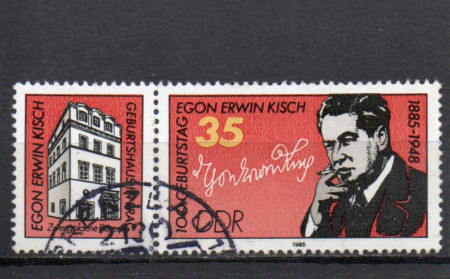 EGON ERWIN KISCH
GEBURTSHAUS IN PRAG
100. GEBURTSTAG
EGON ERWIN KISCH
35
1885-1948
DDR
1985